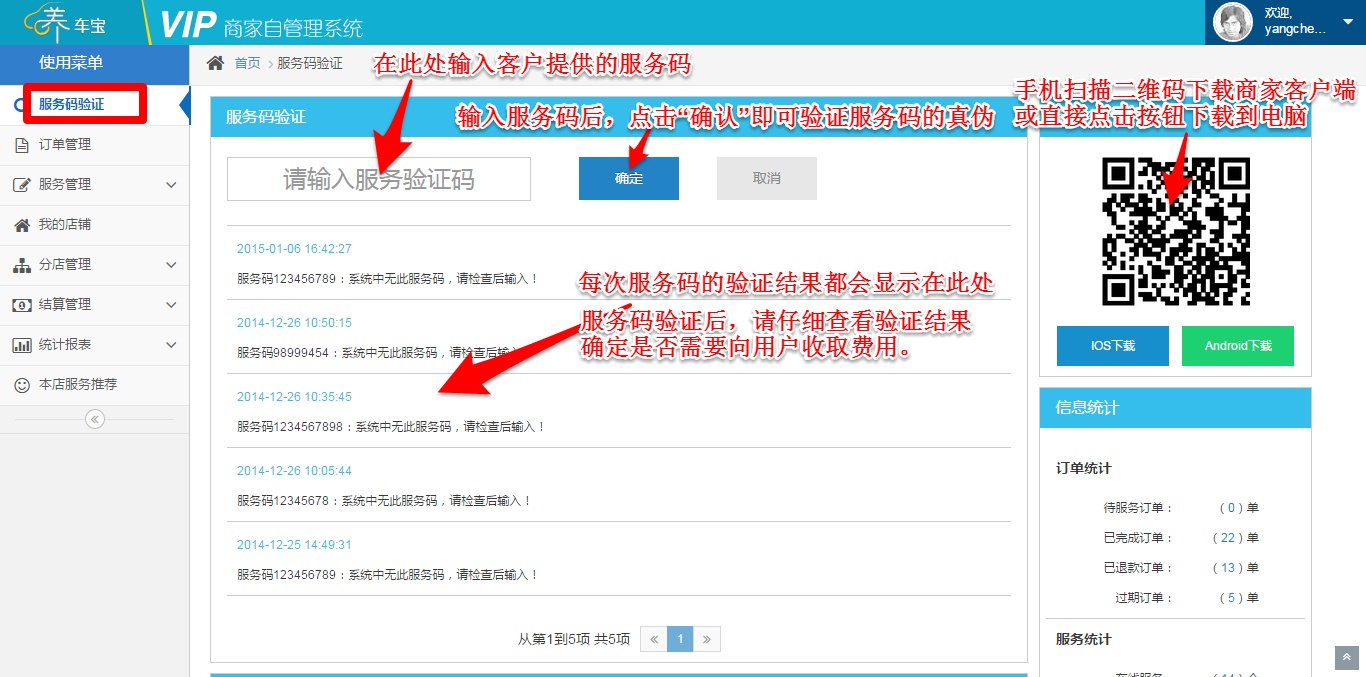 养车宝
VIP 商家自管理系统
欢迎,
yangche...
使用菜单
服务码验证
订单管理
服务管理
我的店铺
分店管理
结算管理
统计报表
本店服务推荐
首页
服务码验证
在此处输入客户提供的服务码
服务码验证
输入服务码后，点击“确认”即可验证服务码的真伪
请输入服务验证码
确定
取消
2015-01-06 16:42:27
服务码123456789：系统中无此服务码，请检查后输入！
每次服务码的验证结果都会显示在此处
2014-12-26 10:50:15
服务码验证后，请仔细查看验证结果
确定是否需要向用户收取费用。
服务码98999454：系统中无此服务码，请检查后输入！
2014-12-26 10:35:45
服务码1234567898：系统中无此服务码，请检查后输入！
2014-12-26 10:05:44
服务码12345678：系统中无此服务码，请检查后输入！
2014-12-25 14:49:31
服务码123456789：系统中无此服务码，请检查后输入！
从第1到5项 共5项
«
1
»
手机扫描二维码下载商家客户端
或直接点击按钮下载到电脑
IOS下载
Android下载
信息统计
订单统计
待服务订单： （ 0 ）单
已完成订单： （ 22 ）单
已退款订单： （ 13 ）单
过期订单： （ 5 ）单
服务统计